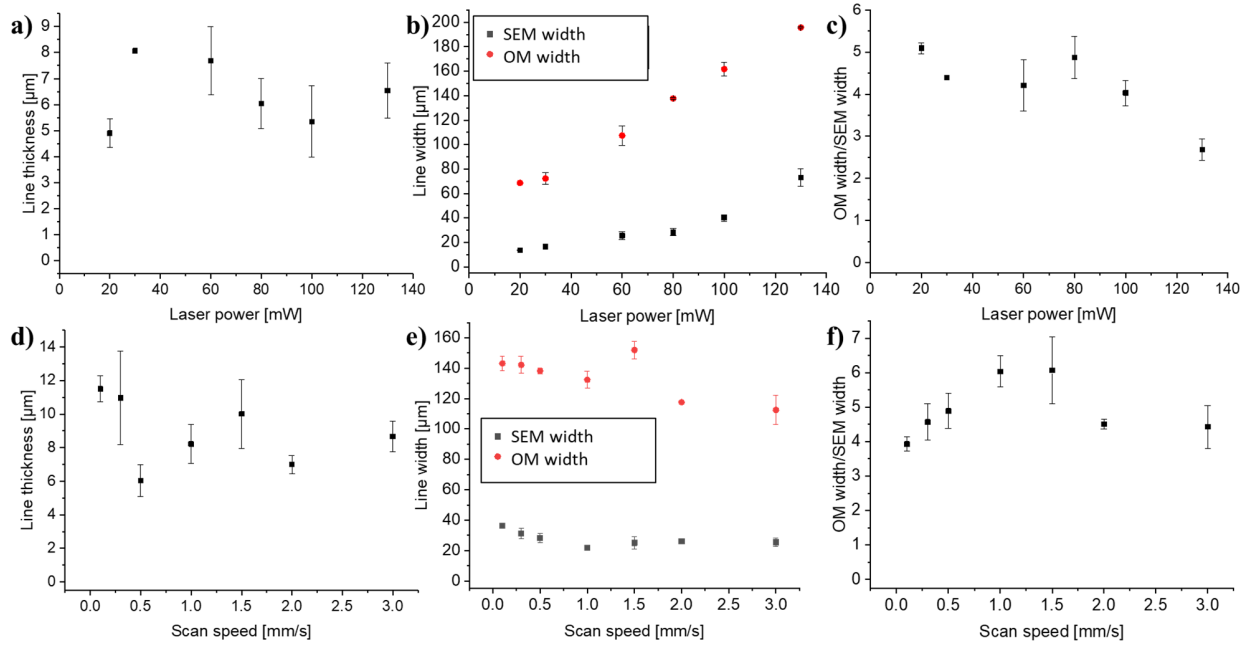 a)
9
8
7
6
5
4
3
2
1
0
Line thickness [µm]
0 20 40 60 80 100 120 140
Laser power [mW]
b)
200
180
160
140
120
100
80
60
40
20
0
Line width [µm]
SEM width
OM width
20 40 60 80 100 120 140
Laser power [mW]
c)
6
5
4
3
2
1
0
OM width/SEM width
0 20 40 60 80 100 120 140
Laser power [mW]
d)
14
12
10
8
6
4
2
0
Line thickness [µm]
0.0 0.5 1.0 1.5 2.0 2.5 3.0
Scan speed [mm/s]
e)
160
140
120
100
80
60
40
20
0
Line width [µm]
SEM width
OM width
0.0 0.5 1.0 1.5 2.0 2.5 3.0
Scan speed [mm/s]
f)
7
6
5
4
3
2
1
0
OM width/SEM width
0.0 0.5 1.0 1.5 2.0 2.5 3.0
Scan speed [mm/s]